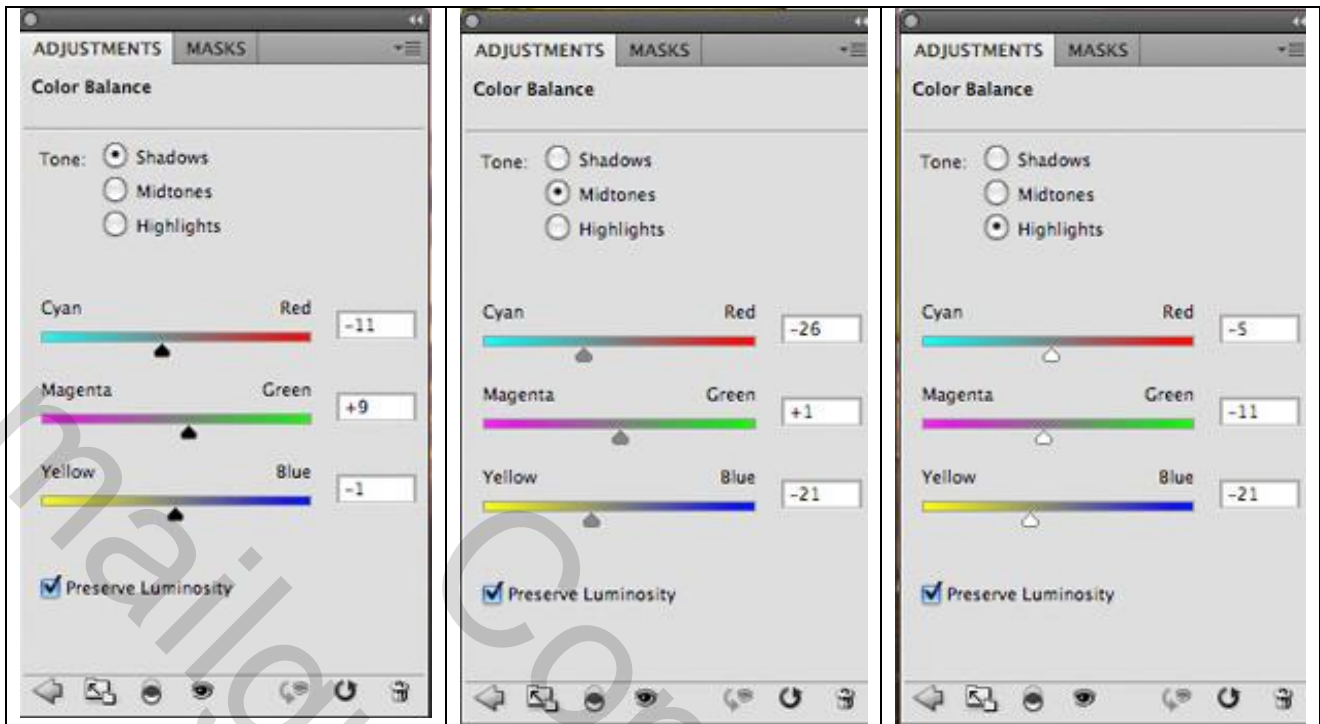 ADJUSTMENTS MASKS
Color Balance
Tone: Shadows
Midtones
Highlights
Cyan Red -11
Magenta Green +9
Yellow Blue -1
Preserve Luminosity
ADJUSTMENTS MASKS
Color Balance
Tone: Shadows
Midtones
Highlights
Cyan Red -26
Magenta Green +1
Yellow Blue -21
Preserve Luminosity
ADJUSTMENTS MASKS
Color Balance
Tone: Shadows
Midtones
Highlights
Cyan Red -5
Magenta Green -11
Yellow Blue -21
Preserve Luminosity